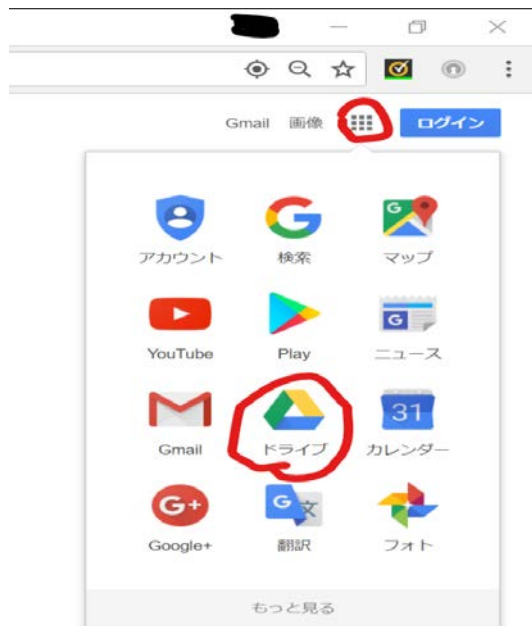 Gmail 画像 ログイン
アカウント 検索 マップ
G
G
YouTube Play ニュース
31
Gmail ドライブ カレンダー
G+ G 文
Google+ 翻訳 フォト
もっと見る